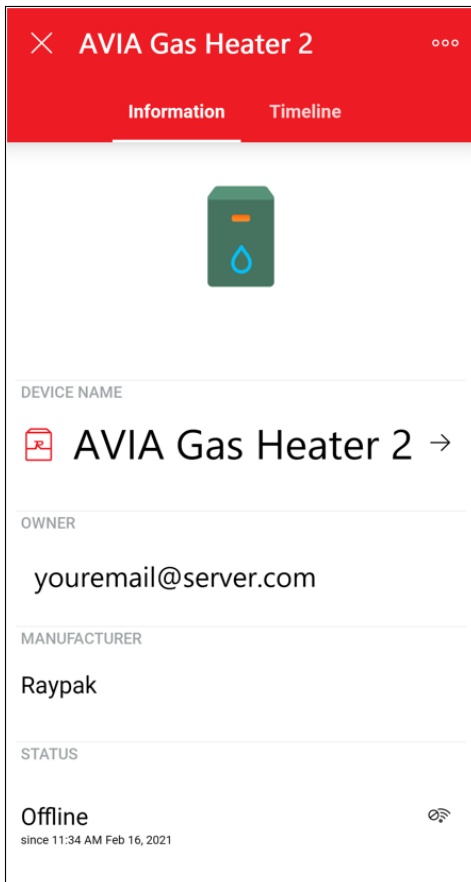 AVIA Gas Heater 2
Information Timeline
DEVICE NAME
R AVIA Gas Heater 2
OWNER
youremail@server.com
MANUFACTURER
Raypak
STATUS
Offline
since 11:34 AM Feb 16, 2021